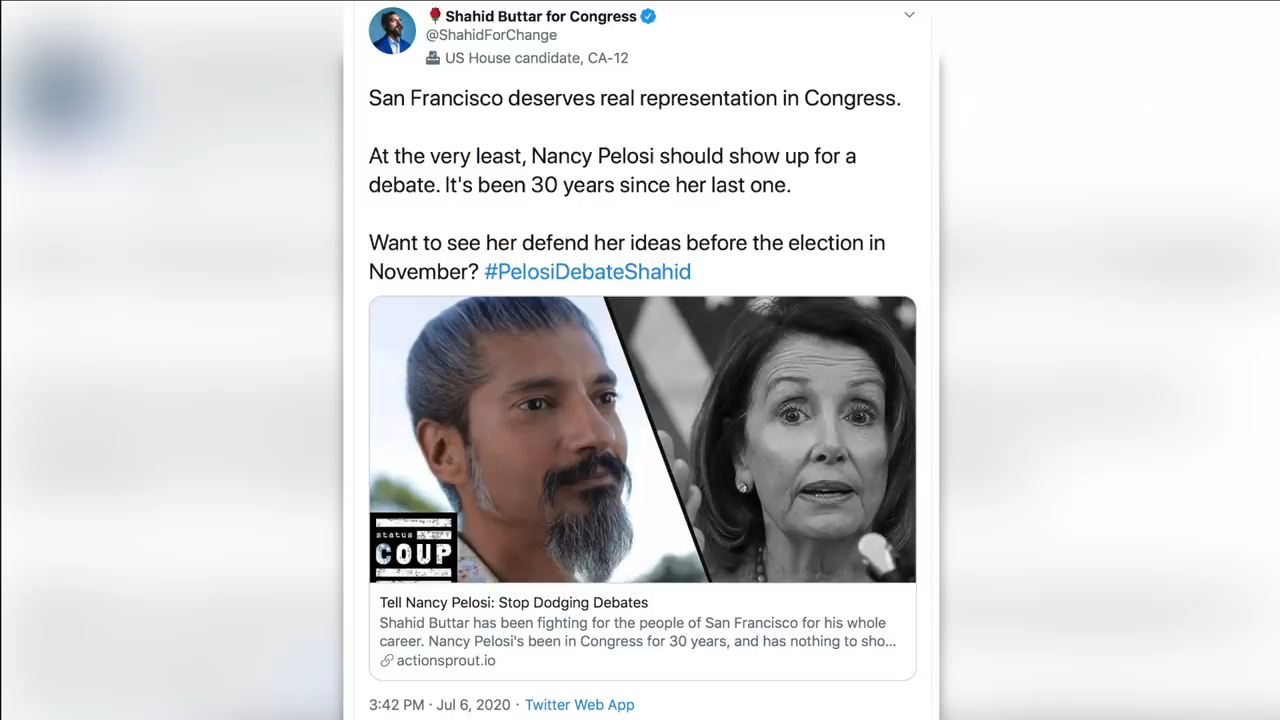 Shahid Buttar for Congress
@ShahidForChange
US House candidate, CA-12
San Francisco deserves real representation in Congress.
At the very least, Nancy Pelosi should show up for a
debate. It's been 30 years since her last one.
Want to see her defend her ideas before the election in
November? #PelosiDebateShahid
status
COUP
Tell Nancy Pelosi: Stop Dodging Debates
Shahid Buttar has been fighting for the people of San Francisco for his whole
career. Nancy Pelosi's been in Congress for 30 years, and has nothing to sho...
actionsprout.io
3:42 PM · Jul 6, 2020 · Twitter Web App